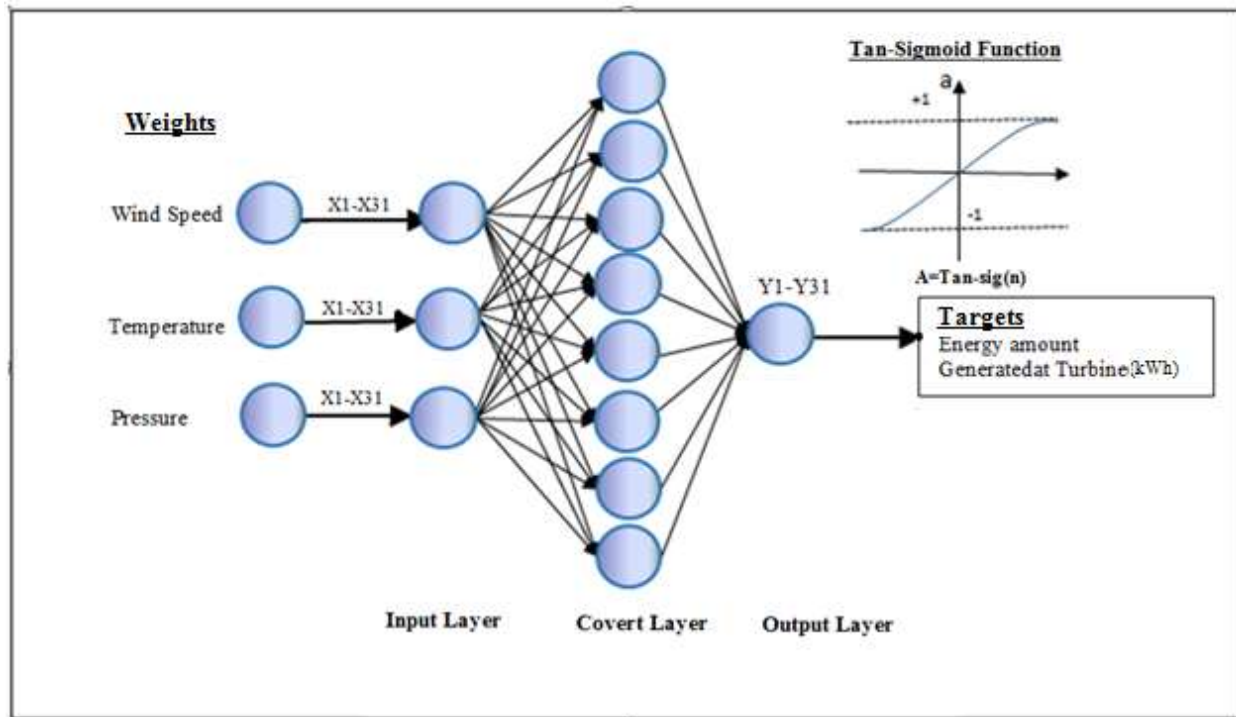 Tan-Sigmoid Function
a
+1
-1
A=Tan-sig(n)
Weights
Wind Speed
X1-X31
Temperature
X1-X31
Pressure
X1-X31
Y1-Y31
Targets
Energy amount
Generatedat Turbine(kWh)
Input Layer
Covert Layer
Output Layer